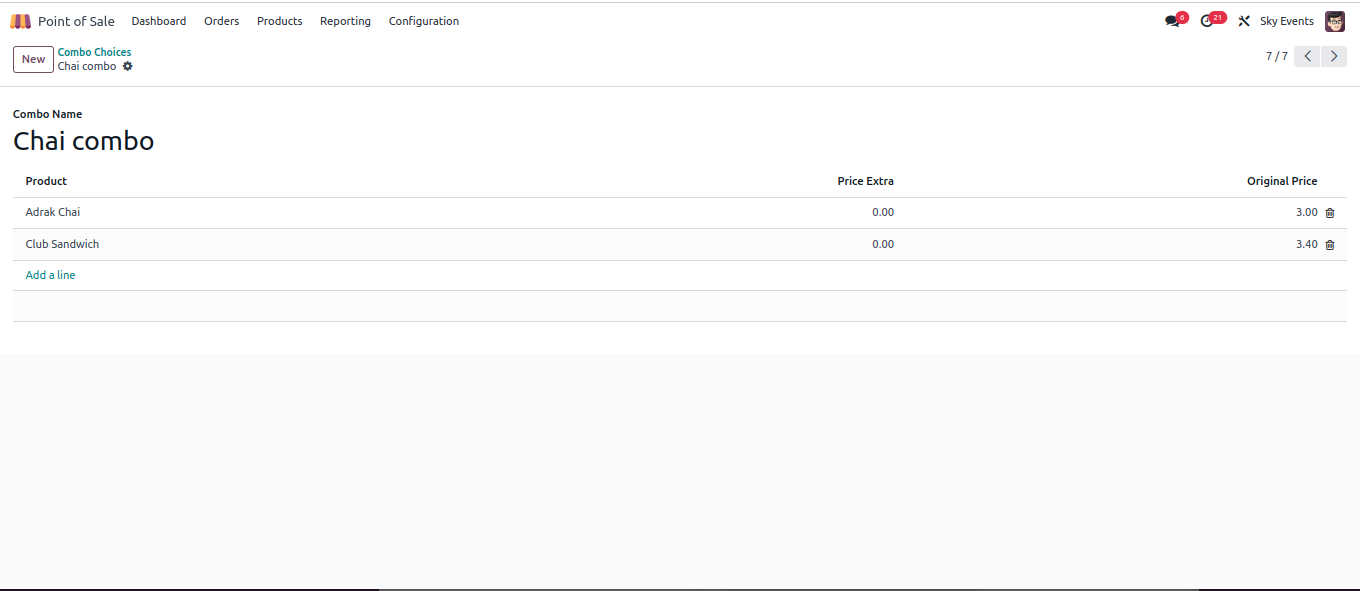 Point of Sale Dashboard Orders Products Reporting Configuration 6 21 Sky Events
New Combo Choices 7 / 7
Chai combo
Combo Name
Chai combo
Product Price Extra Original Price
Adrak Chai 0.00 3.00
Club Sandwich 0.00 3.40
Add a line